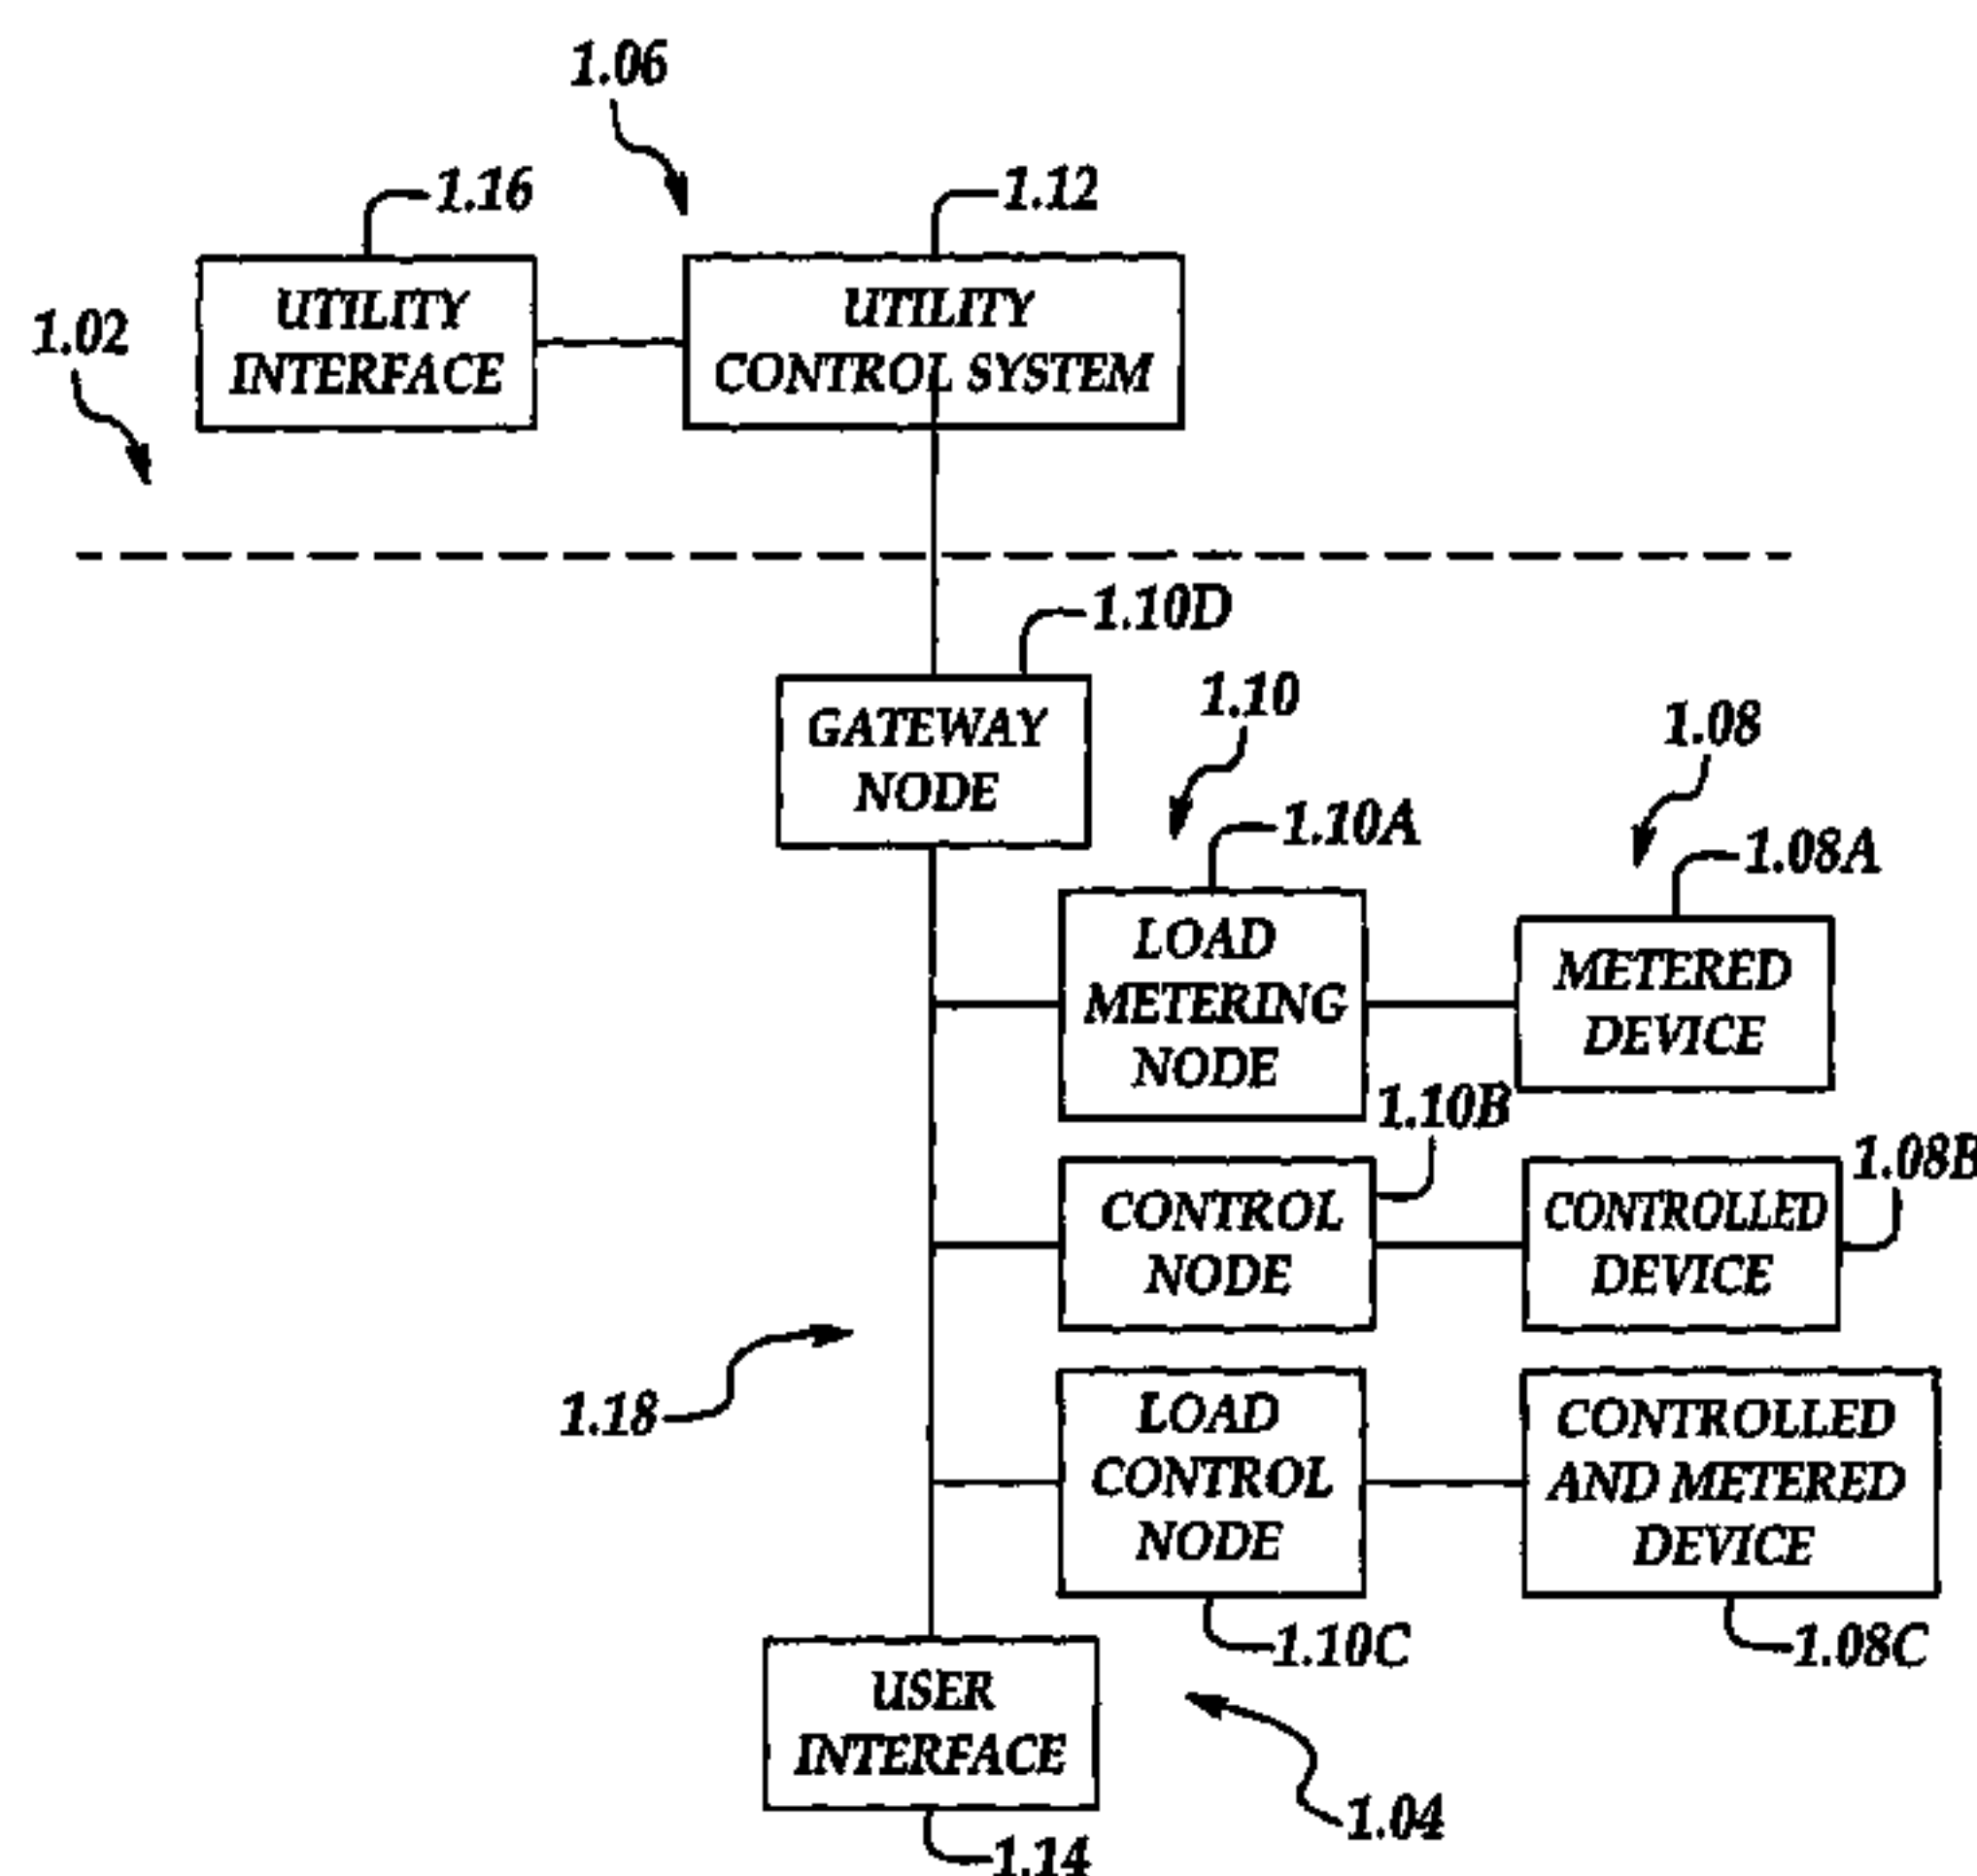 1.06
1.16
1.12
1.02
UTILITY
INTERFACE
UTILITY
CONTROL SYSTEM
1.10D
GATEWAY
NODE
1.10
1.08
1.10A
1.08A
LOAD
METERING
NODE
METERED
DEVICE
1.10B
1.08B
CONTROL
NODE
CONTROLLED
DEVICE
1.18
LOAD
CONTROL
NODE
CONTROLLED
AND METERED
DEVICE
1.10C
1.08C
USER
INTERFACE
1.04
1.14